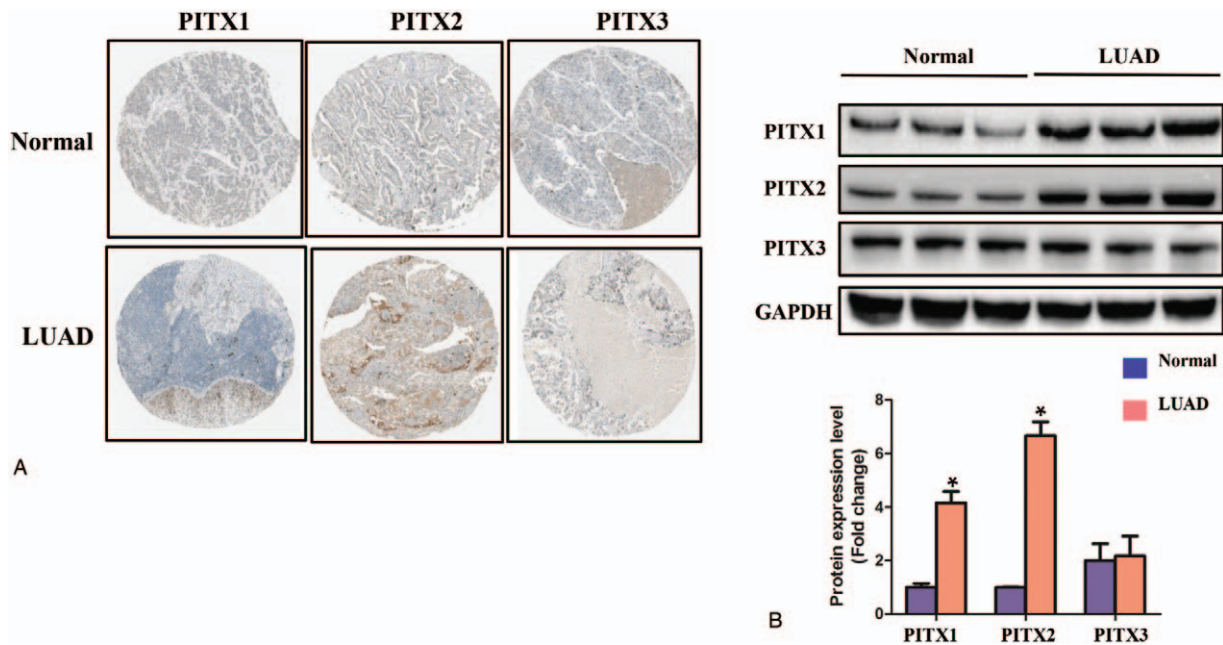 PITX1 PITX2 PITX3
Normal
LUAD
A
Normal LUAD
PITX1
PITX2
PITX3
GAPDH
Normal
LUAD
Protein expression level
(Fold change)
8
6
4
2
0
* *
PITX1 PITX2 PITX3
B